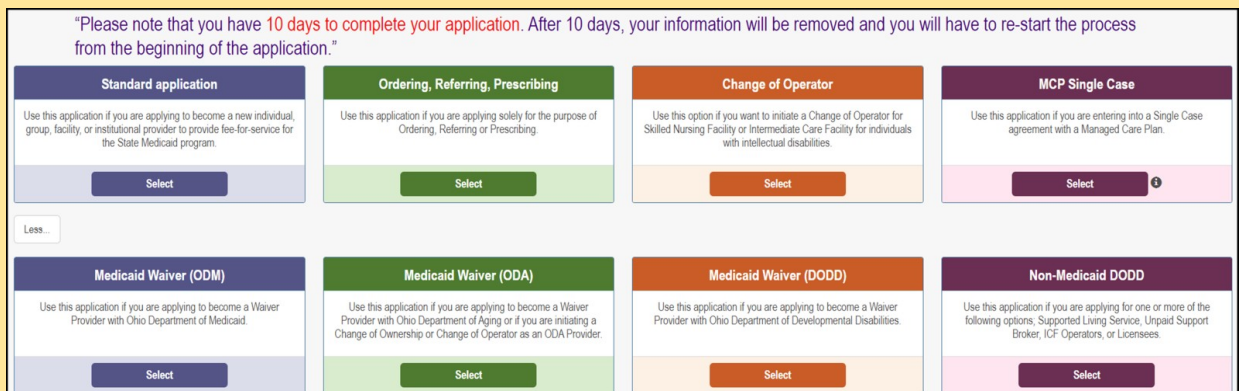 “Please note that you have 10 days to complete your application. After 10 days, your information will be removed and you will have to re-start the process
from the beginning of the application.”
Standard application
Use this application if you are applying to become a new individual,
group, facility, or institutional provider to provide fee-for-service for
the State Medicaid program.
Select
Ordering, Referring, Prescribing
Use this application if you are applying solely for the purpose of
Ordering, Referring or Prescribing.
Select
Change of Operator
Use this option if you want to initiate a Change of Operator for
Skilled Nursing Facility or Intermediate Care Facility for individuals
with intellectual disabilities.
Select
MCP Single Case
Use this application if you are entering into a Single Case
agreement with a Managed Care Plan.
Select
Less...
Medicaid Waiver (ODM)
Use this application if you are applying to become a Waiver
Provider with Ohio Department of Medicaid.
Select
Medicaid Waiver (ODA)
Use this application if you are applying to become a Waiver
Provider with Ohio Department of Aging or if you are initiating a
Change of Ownership or Change of Operator as an ODA Provider.
Select
Medicaid Waiver (DODD)
Use this application if you are applying to become a Waiver
Provider with Ohio Department of Developmental Disabilities.
Select
Non-Medicaid DODD
Use this application if you are applying for one or more of the
following options; Supported Living Service, Unpaid Support
Broker, ICF Operators, or Licensees.
Select